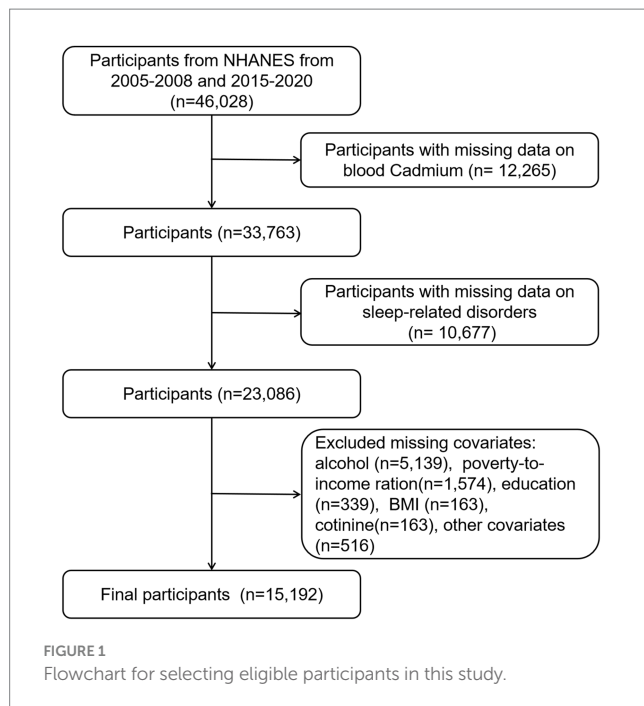 Participants from NHANES from
2005-2008 and 2015-2020
(n=46,028)
Participants with missing data on
blood Cadmium (n= 12,265)
Participants (n=33,763)
Participants with missing data on
sleep-related disorders
(n= 10,677)
Participants (n=23,086)
Excluded missing covariates:
alcohol (n=5,139),  poverty-to-
income ration(n=1,574), education
(n=339),  BMI (n=163),
cotinine(n=163), other covariates
(n=516)
Final participants  (n=15,192)
FIGURE 1
Flowchart for selecting eligible participants in this study.